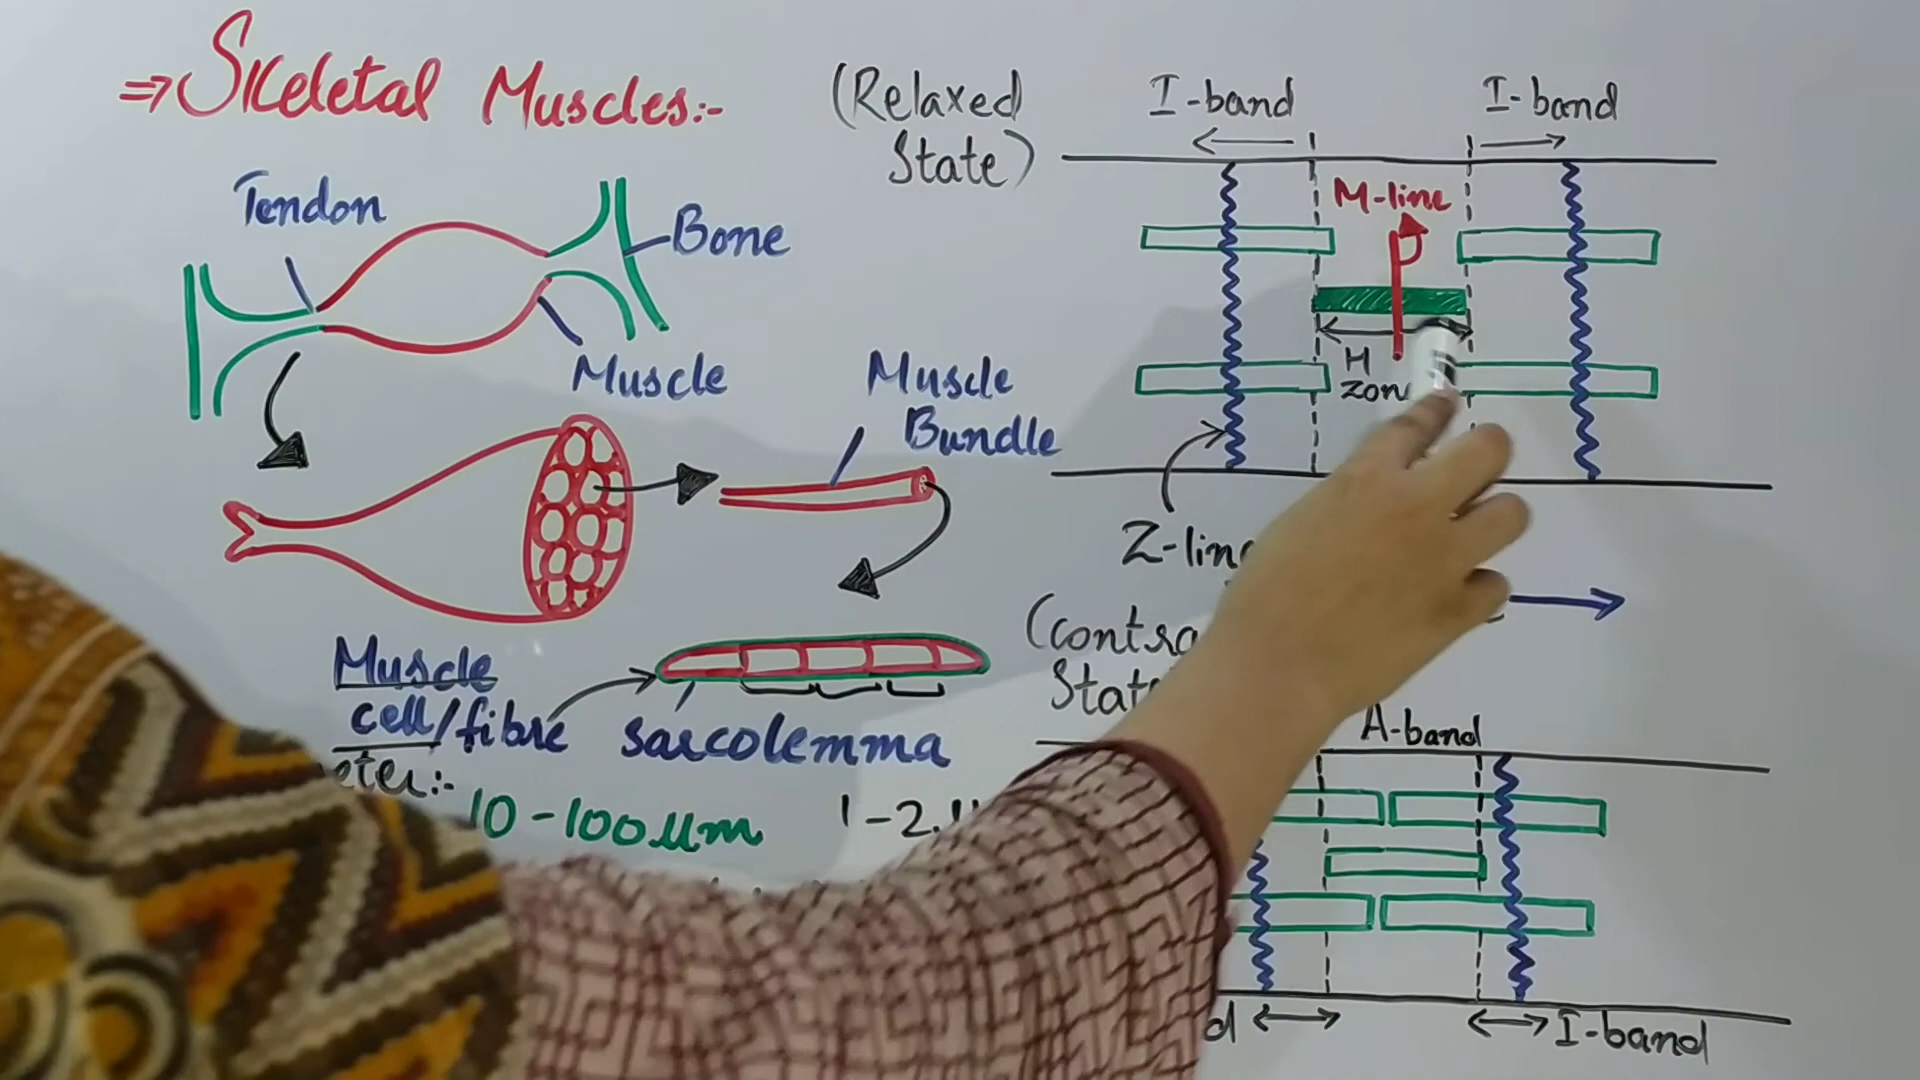 ⇒ Skeletal Muscles:-
Tendon
Bone
Muscle
Muscle
Bundle
Muscle
cell/fibre
sarcolemma
10-100 µm
(Relaxed
State)
I-band
I-band
M-line
H
A-band
I-band